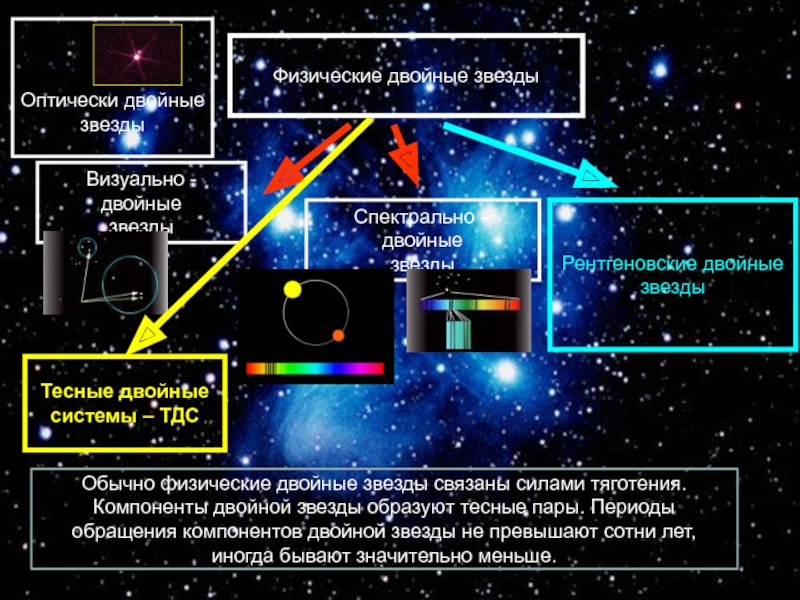 Оптически двойные
звезды
Физические двойные звезды
Визуально -
двойные
звезды
Спектрально –
двойные
звезды
Рентгеновские двойные
звезды
Тесные двойные
системы – ТДС
Обычно физические двойные звезды связаны силами тяготения.
Компоненты двойной звезды образуют тесные пары. Периоды
обращения компонентов двойной звезды не превышают сотни лет,
иногда бывают значительно меньше.